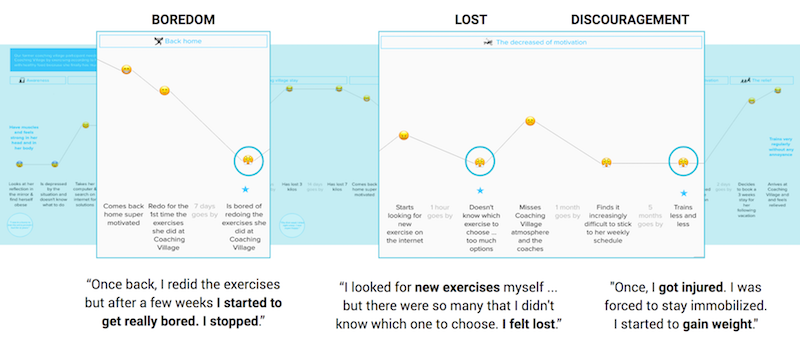 BOREDOM
LOST
DISCOURAGEMENT
Back home
The decreased of motivation
Awareness
village stay
The relief
Have muscles
and feels
strong in her
head and in
her body
Trains very
regularly
without any
annoyance
Looks at her
reflection in
the mirror &
find herself
obese
Is depressed
by the
situation and
doesn't know
what to do
Takes her
computer &
search on
internet for
solutions
Comes back
home super
motivated
Redo for the
1st time the
exercises
she did at
Coaching
Village
7 days
goes by
Is bored of
redoing the
exercises she
did at
Coaching
Village
Has lost 3
kilos
Has lost 7
kilos
Comes back
home super
motivated
Starts
looking for
new
exercise on
the internet
1 hour
goes by
Doesn't
know which
exercise to
choose ...
too much
options
Misses
Coaching
Village
atmosphere
and the
coaches
1 month
goes by
Finds it
increasingly
difficult to stick
to her weekly
schedule
5
months
goes by
Trains
less and
less
Decides
to book a
3 weeks
stay for
her
following
vacation
Arrives at
Coaching
Village and
and feels
relaxed
“Once back, I redid the exercises
but after a few weeks I started to
get really bored. I stopped.”
“I looked for new exercises myself ...
but there were so many that I didn't
know which one to choose. I felt lost.”
"Once, I got injured. I was
forced to stay immobilized.
I started to gain weight."